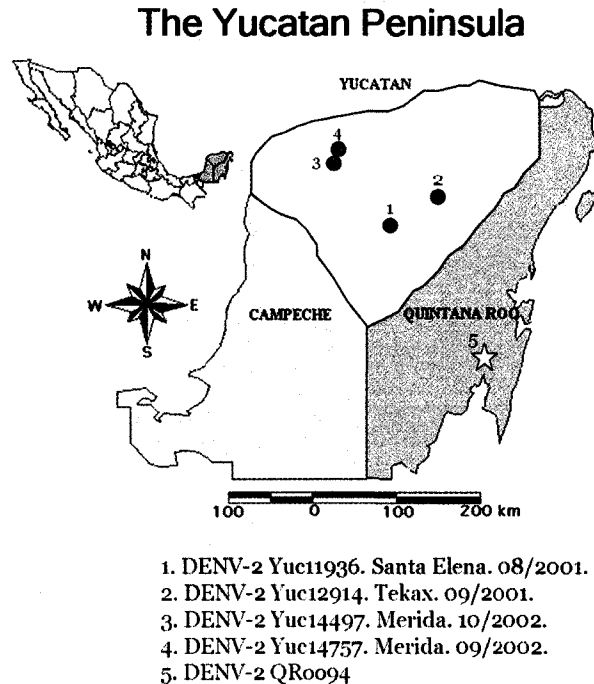 The Yucatan Peninsula
YUCATAN
4
3
2
1
N
W E
S
CAMPECHE
QUINTANA ROO
5
100 0 100 200 km
1. DENV-2 Yuc11936. Santa Elena. 08/2001.
2. DENV-2 Yuc12914. Tekax. 09/2001.
3. DENV-2 Yuc14497. Merida. 10/2002.
4. DENV-2 Yuc14757. Merida. 09/2002.
5. DENV-2 QR0094